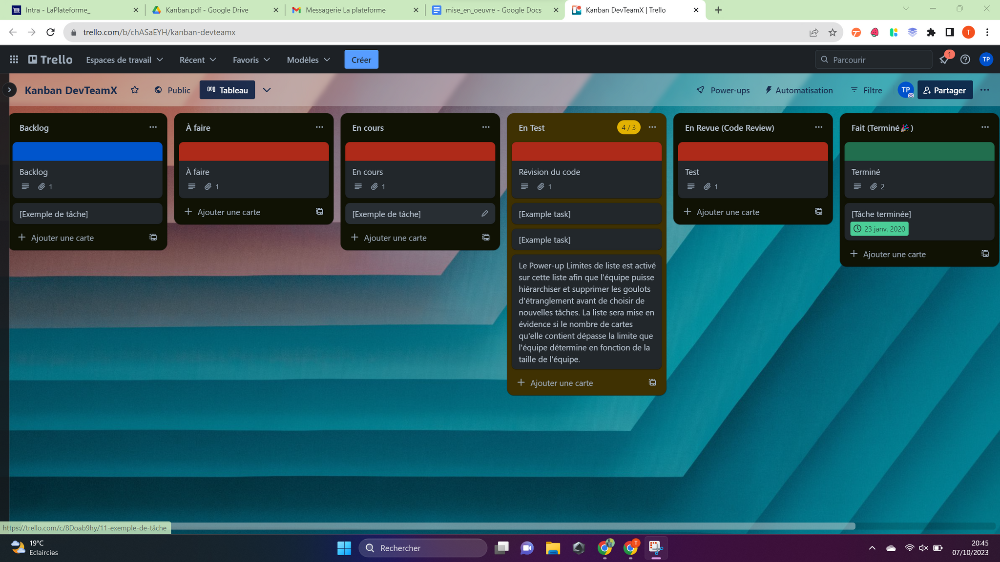 Intra - LaPlateforme_
Kanban.pdf - Google Drive
Messagerie La plateforme
mise_en_oeuvre - Google Docs
Kanban DevTeamX | Trello
trello.com/b/chASaEYH/kanban-devteamx
T
Trello
Espaces de travail
Récent
Favoris
Modèles
Créer
Parcourir
1
TP
Kanban DevTeamX
Public
Tableau
Power-ups
Automatisation
Filtre
TP
Partager
Backlog
Backlog
1
[Exemple de tâche]
+ Ajouter une carte
À faire
À faire
1
+ Ajouter une carte
En cours
En cours
1
[Exemple de tâche]
+ Ajouter une carte
En Test
4 / 3
Révision du code
1
[Example task]
[Example task]
Le Power-up Limites de liste est activé
sur cette liste afin que l'équipe puisse
hiérarchiser et supprimer les goulots
d'étranglement avant de choisir de
nouvelles tâches. La liste sera mise en
évidence si le nombre de cartes
qu'elle contient dépasse la limite que
l'équipe détermine en fonction de la
taille de l'équipe.
+ Ajouter une carte
En Revue (Code Review)
Test
1
+ Ajouter une carte
Fait (Terminé🎉)
Terminé
2
[Tâche terminée]
23 janv. 2020
+ Ajouter une carte
https://trello.com/c/8Doab9hy/11-exemple-de-tâche
19°C
Eclaircies
Rechercher
T
20:45
07/10/2023